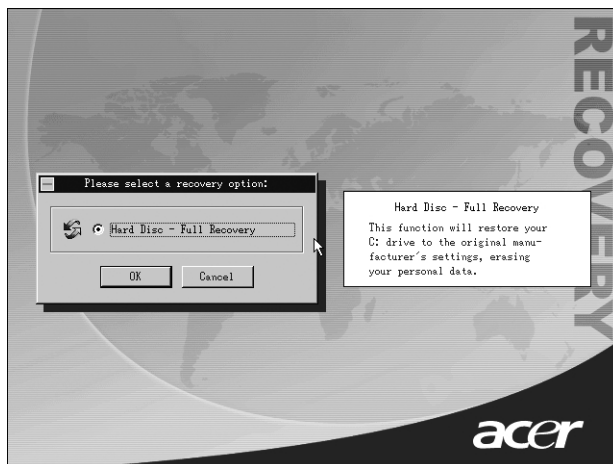 RECOVERY
Please select a recovery option:
Hard Disc - Full Recovery
OK
Cancel
Hard Disc - Full Recovery
This function will restore your
C: drive to the original manu-
facturer's settings, erasing
your personal data.
acer